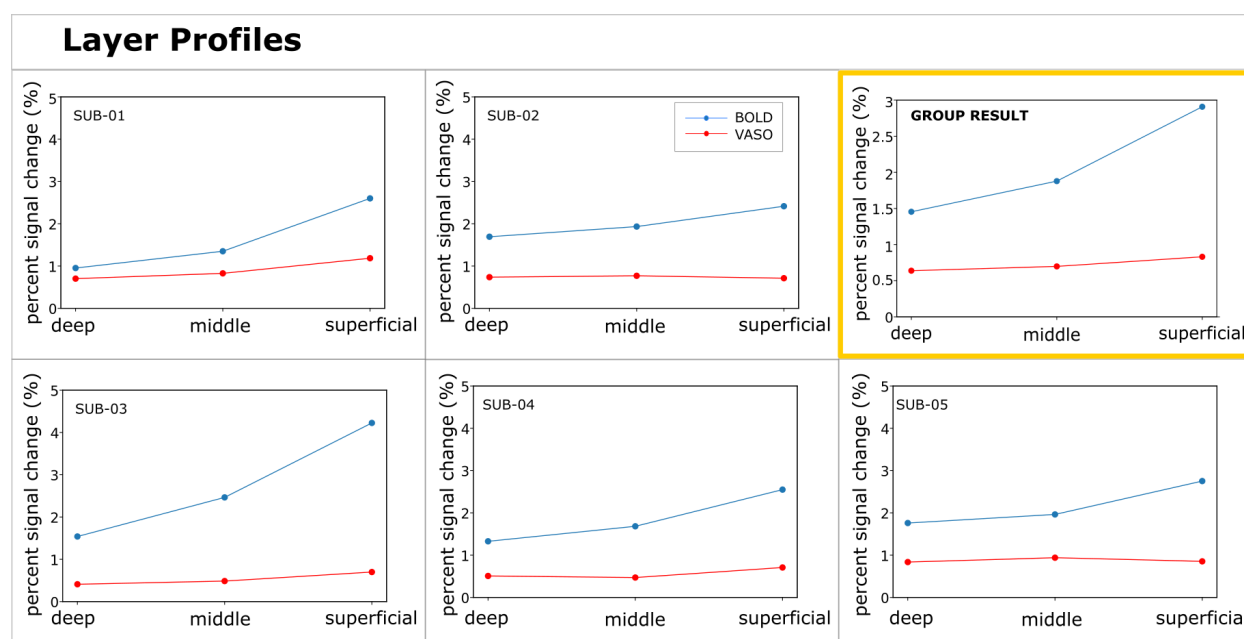 Layer Profiles
percent signal change (%)
5
4
3
2
1
0
SUB-01
deep
middle
superficial
percent signal change (%)
5
4
3
2
1
0
SUB-02
BOLD
VASO
deep
middle
superficial
percent signal change (%)
3
2.5
2
1.5
1
0.5
0
GROUP RESULT
deep
middle
superficial
percent signal change (%)
5
4
3
2
1
0
SUB-03
deep
middle
superficial
percent signal change (%)
5
4
3
2
1
0
SUB-04
deep
middle
superficial
percent signal change (%)
5
4
3
2
1
0
SUB-05
deep
middle
superficial